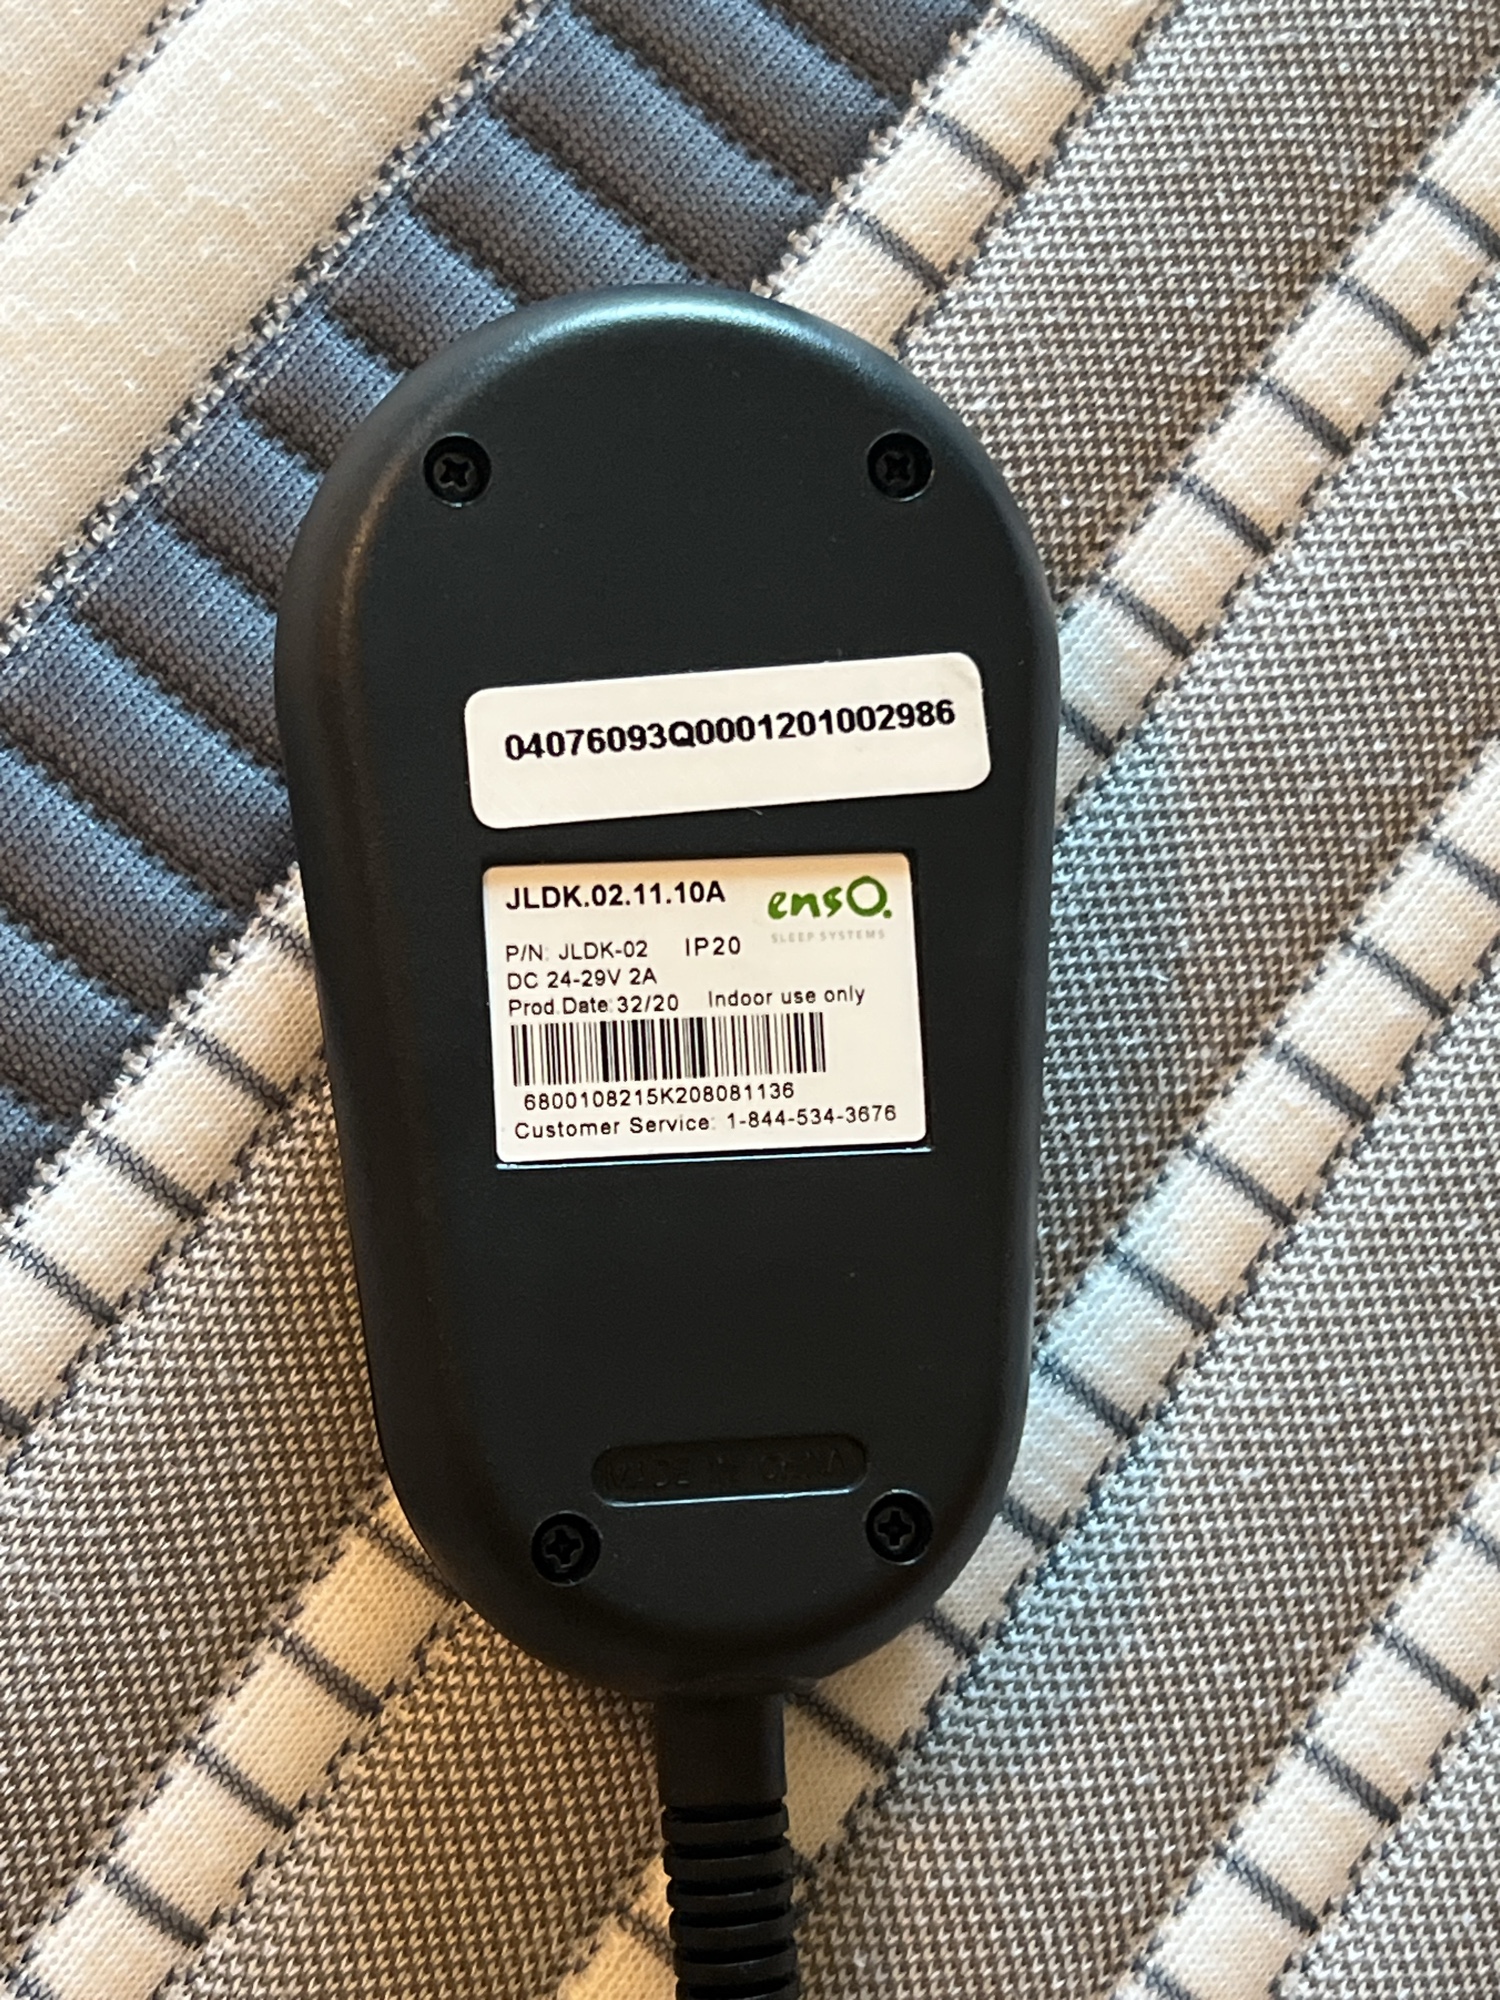 04076093Q0001201002986
JLDK.02.11.10A
ensO.
SLEEP SYSTEMS
P/N: JLDK-02 IP20
DC 24-29V 2A
Prod.Date:32/20 Indoor use only
6800108215K208081136
Customer Service: 1-844-534-3676
MADE IN CHINA